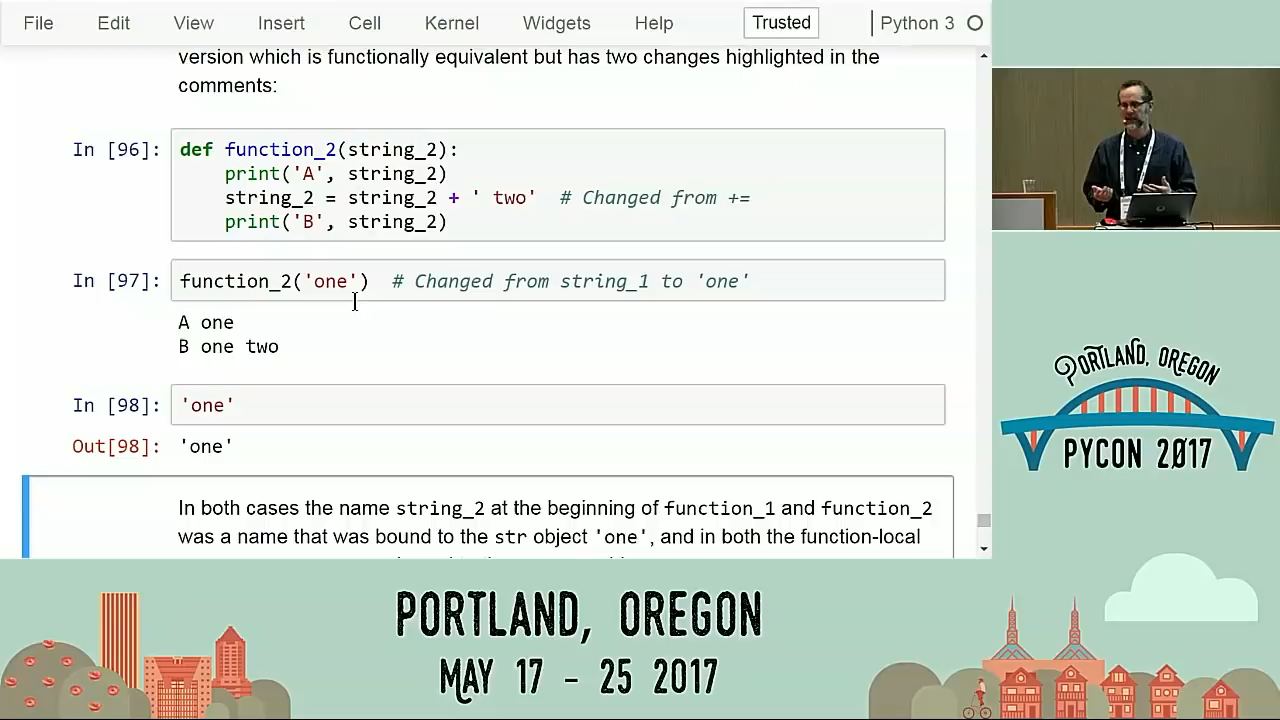 File Edit View Insert Cell Kernel Widgets Help Trusted Python 3
version which is functionally equivalent but has two changes highlighted in the
comments:
In [96]: def function_2(string_2):
print('A', string_2)
string_2 = string_2 + ' two' # Changed from +=
print('B', string_2)
In [97]: function_2('one') # Changed from string_1 to 'one'
A one
B one two
In [98]: 'one'
Out[98]: 'one'
In both cases the name string_2 at the beginning of function_1 and function_2
was a name that was bound to the str object 'one', and in both the function-local
PORTLAND, OREGON
PYCON 2017
PORTLAND, OREGON
MAY 17 - 25 2017